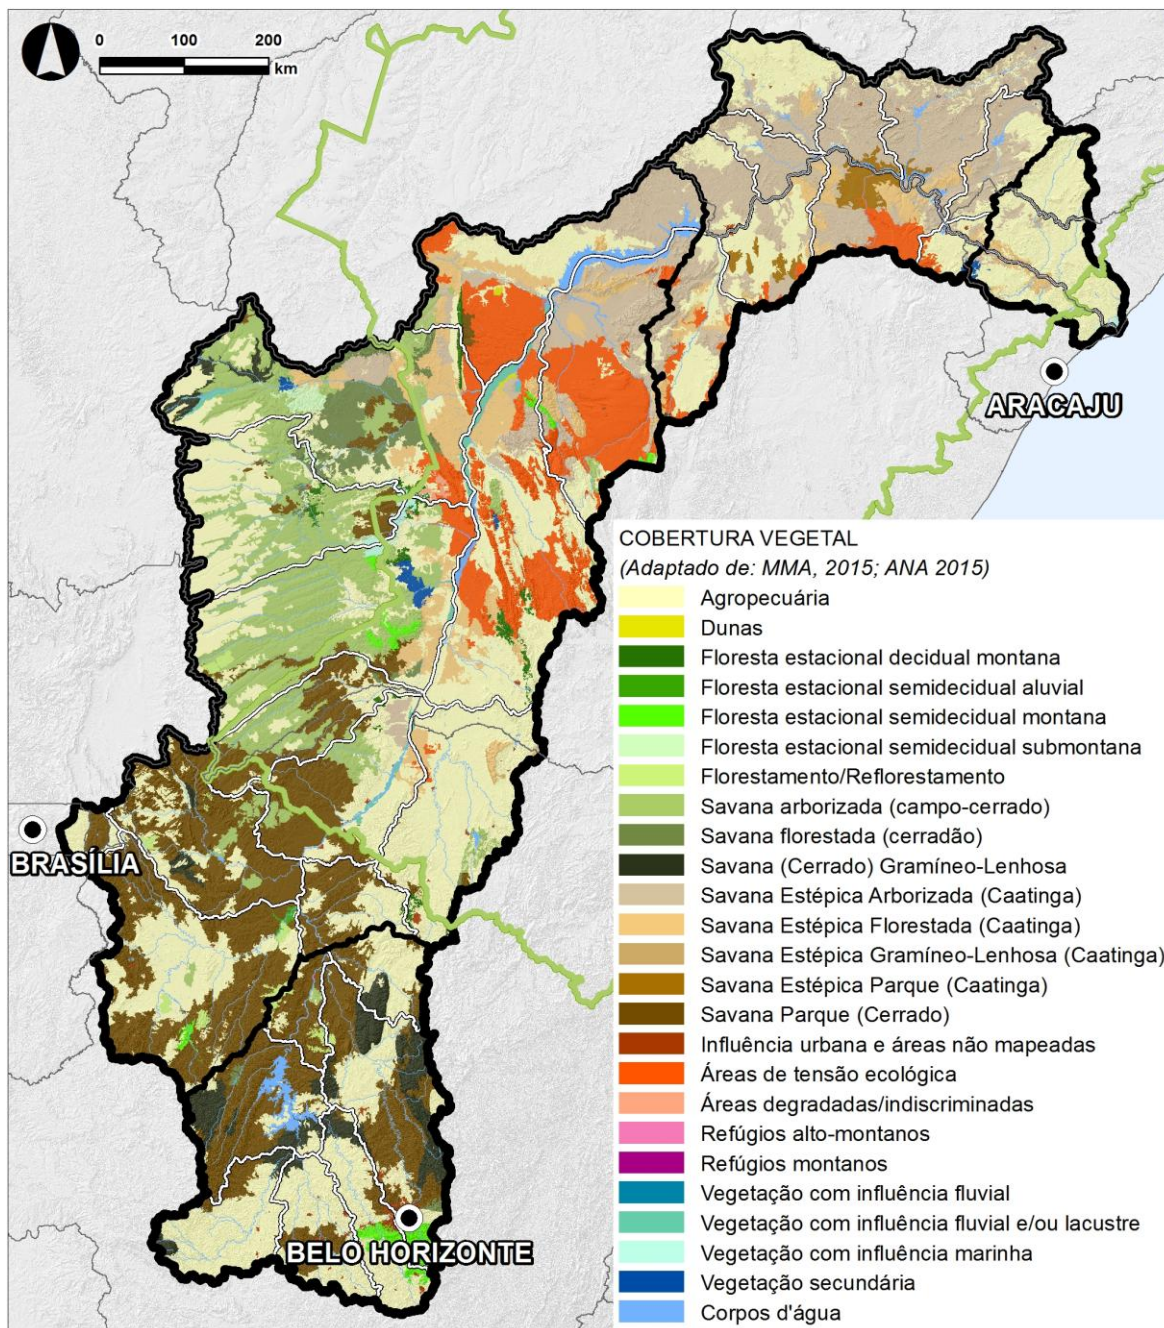 0 100 200
km
ARACAJU
BRASÍLIA
BELO HORIZONTE
COBERTURA VEGETAL
(Adaptado de: MMA, 2015; ANA 2015)
Agropecuária
Dunas
Floresta estacional decidual montana
Floresta estacional semidecidual aluvial
Floresta estacional semidecidual montana
Floresta estacional semidecidual submontana
Florestamento/Reflorestamento
Savana arborizada (campo-cerrado)
Savana florestada (cerradão)
Savana (Cerrado) Gramíneo-Lenhosa
Savana Estépica Arborizada (Caatinga)
Savana Estépica Florestada (Caatinga)
Savana Estépica Gramíneo-Lenhosa (Caatinga)
Savana Estépica Parque (Caatinga)
Savana Parque (Cerrado)
Influência urbana e áreas não mapeadas
Áreas de tensão ecológica
Áreas degradadas/indiscriminadas
Refúgios alto-montanos
Refúgios montanos
Vegetação com influência fluvial
Vegetação com influência fluvial e/ou lacustre
Vegetação com influência marinha
Vegetação secundária
Corpos d'água